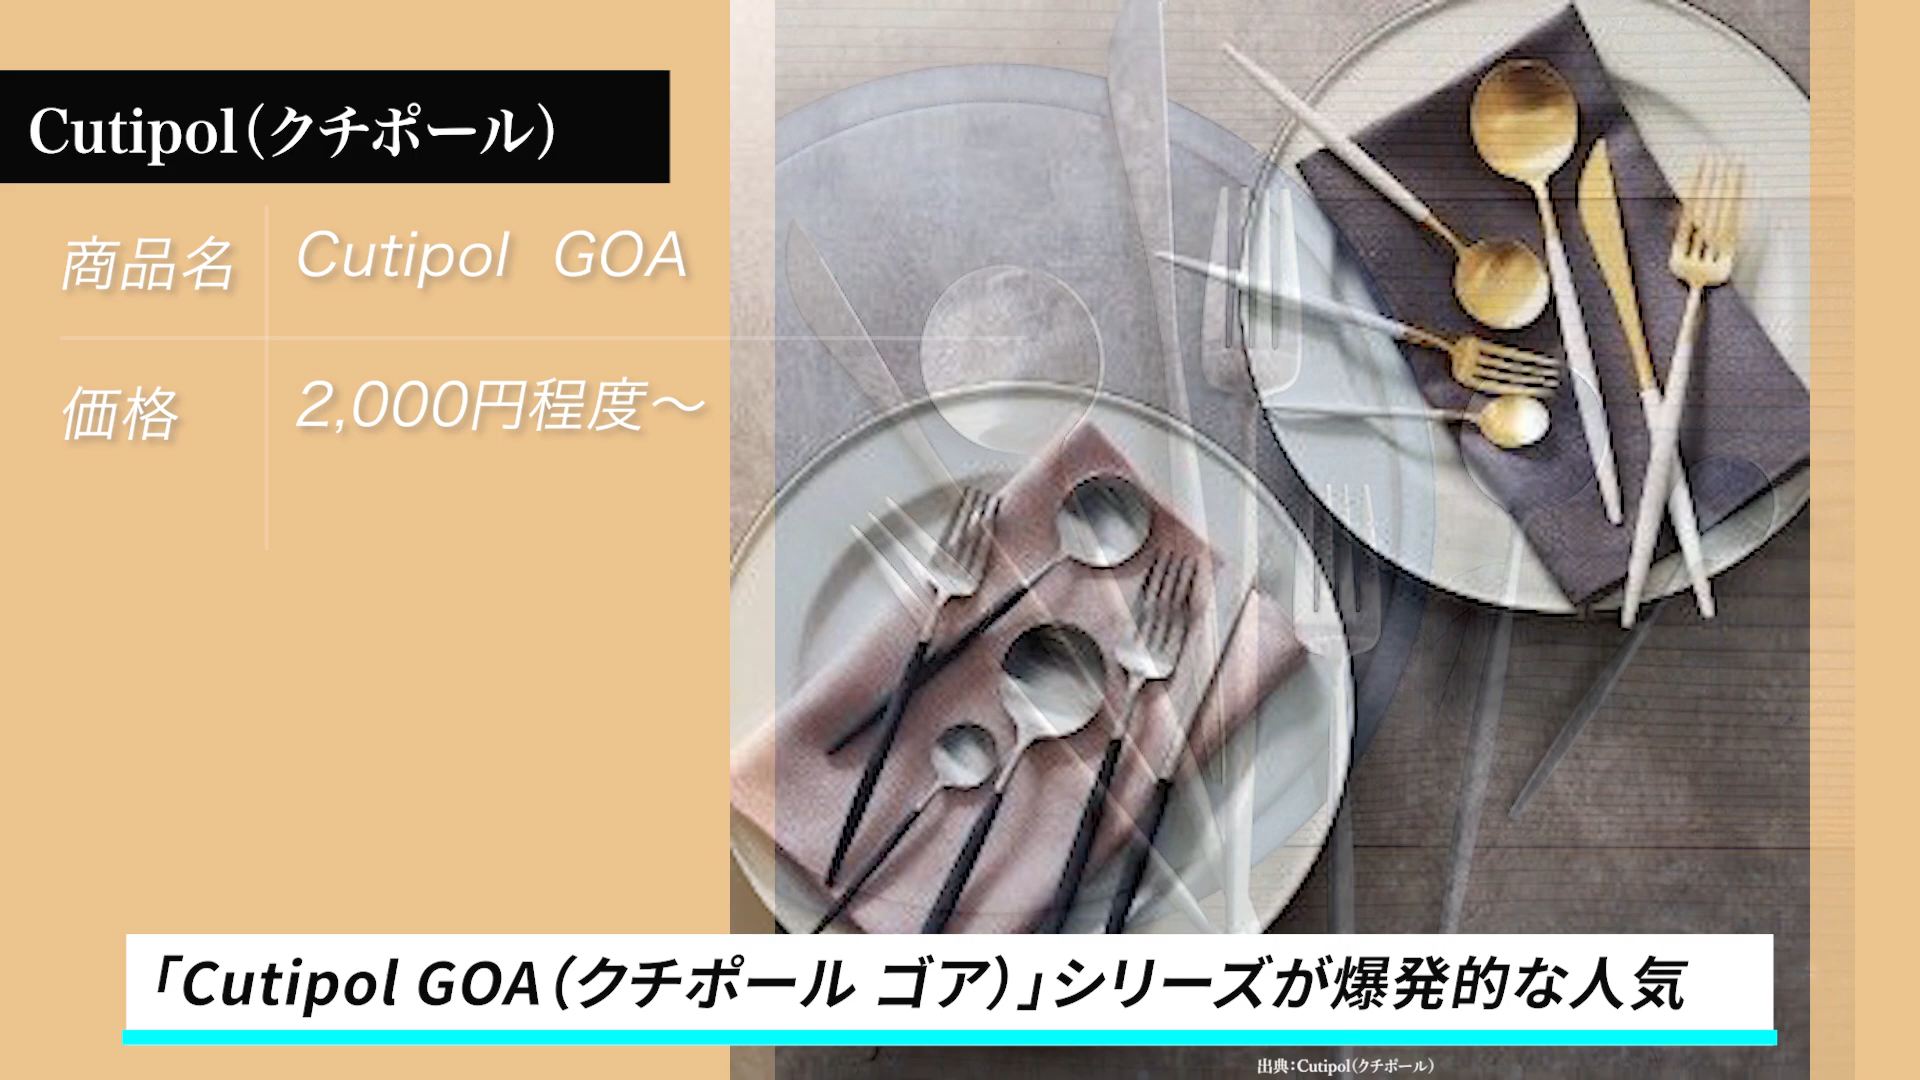 Cutipol（クチポール）
商品名 Cutipol GOA
価格 2,000円程度〜
「Cutipol GOA（クチポール ゴア）」シリーズが爆発的な人気
出典：Cutipol（クチポール）